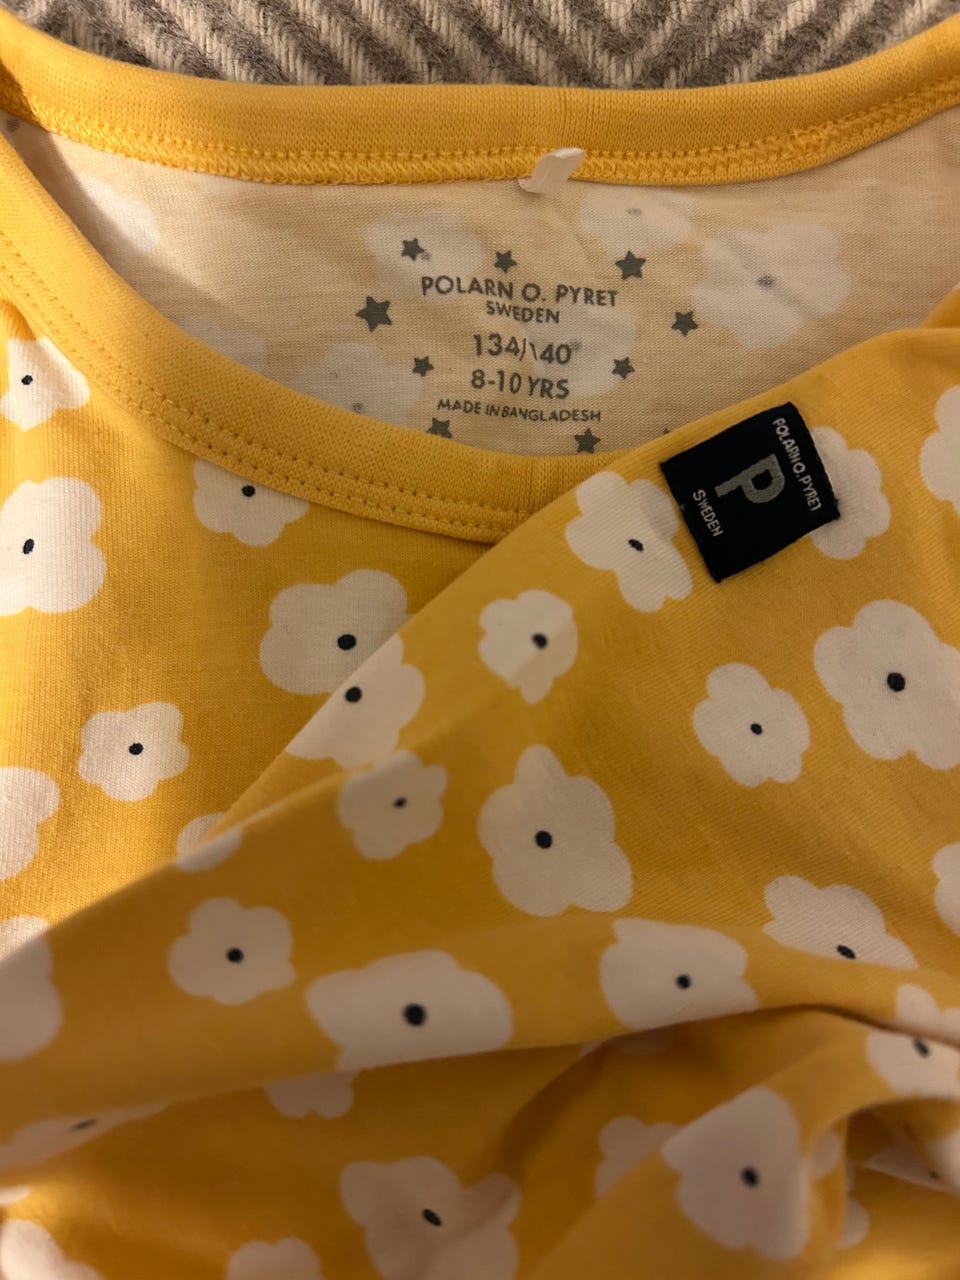 POLARN O. PYRET
SWEDEN
134/140
8-10 YRS
MADE IN BANGLADESH
POLARN O. PYRET
P
SWEDEN